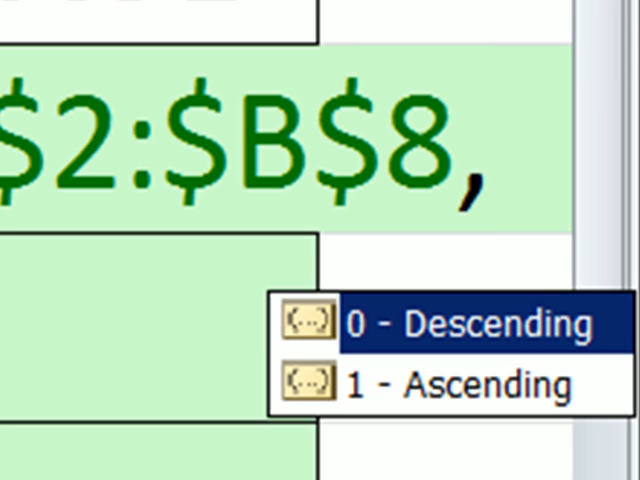 $2:$B$8,
0 - Descending
1 - Ascending